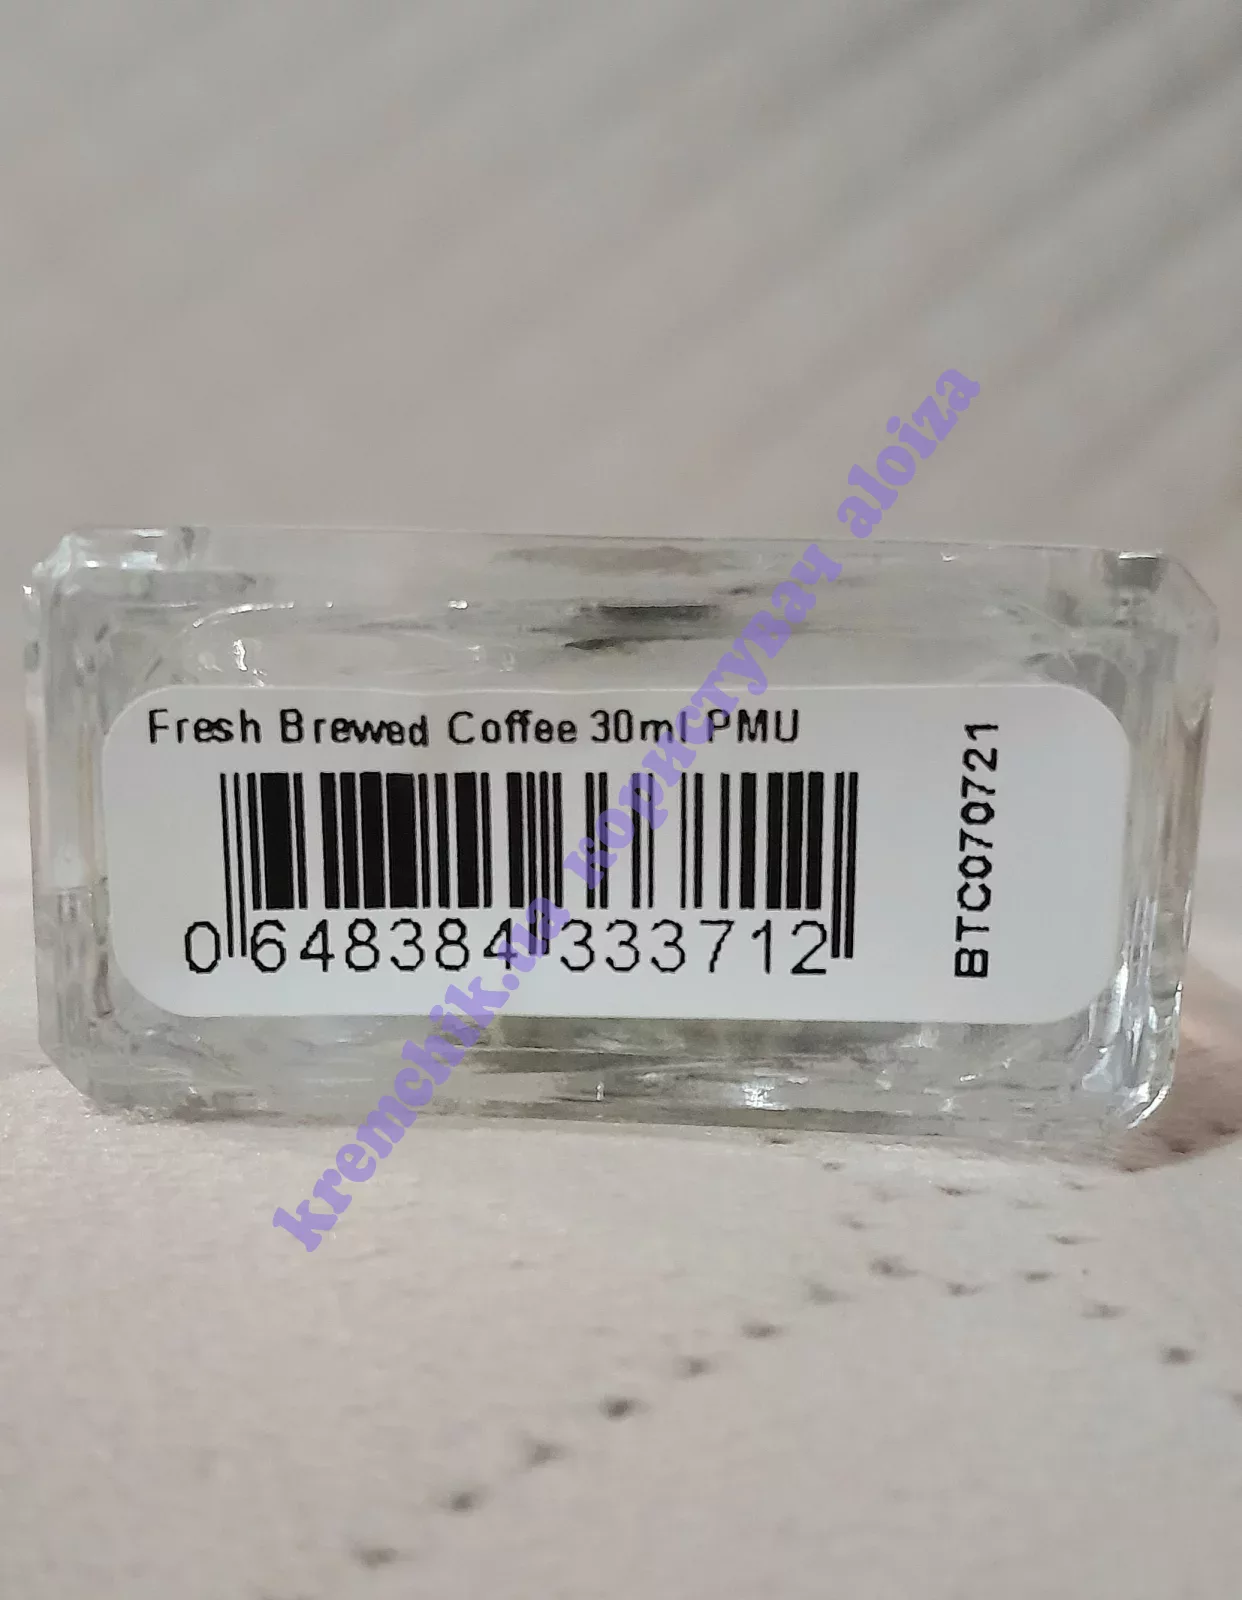 Fresh Brewed Coffee 30ml PMU
0 648384 333712
BTC070721
kremchik.ua користувач aloiza